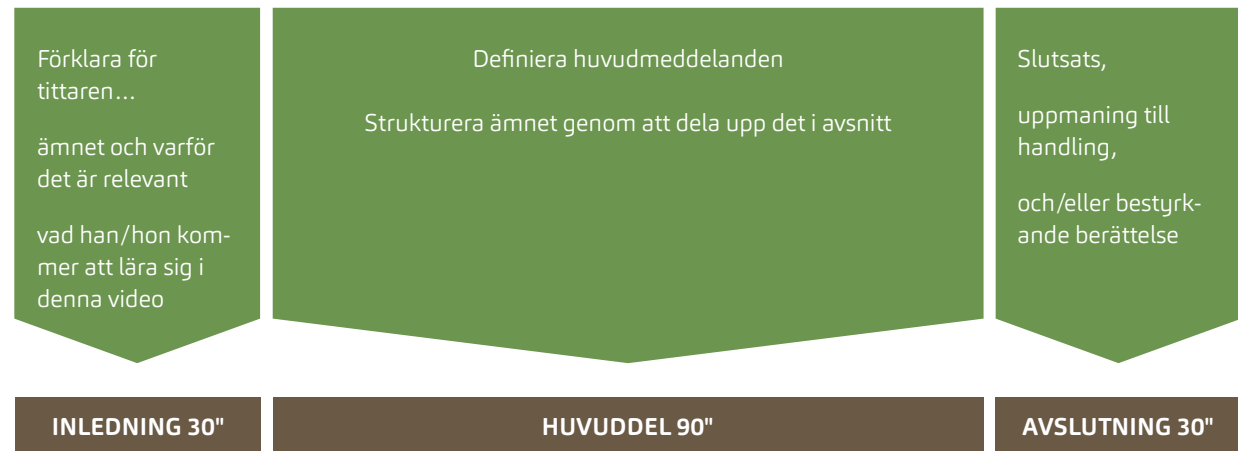 Förklara för
tittaren…
ämnet och varför
det är relevant
vad han/hon kom-
mer att lära sig i
denna video
Definiera huvudmeddelanden
Strukturera ämnet genom att dela upp det i avsnitt
Slutsats,
uppmaning till
handling,
och/eller bestyrk-
ande berättelse
INLEDNING 30"
HUVUDDEL 90"
AVSLUTNING 30"